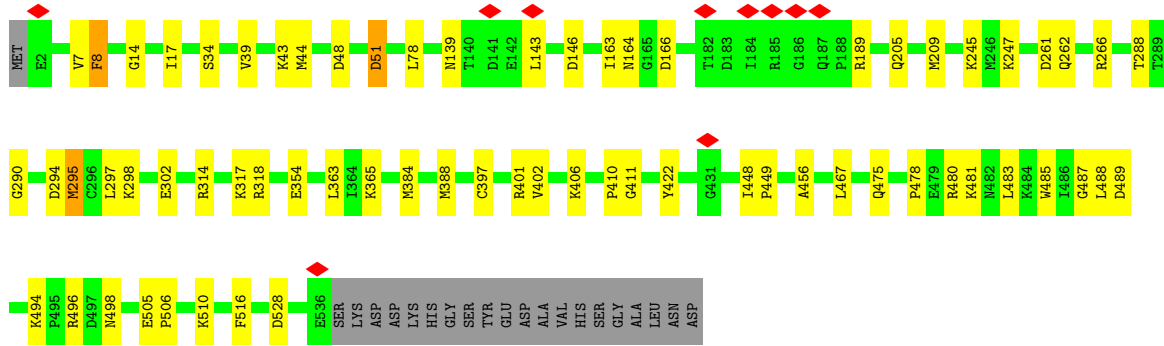 MET E2 V7 F8 G14 I17 S34 V39 K43 M44 D48 D51 L78 N139 T140 D141 E142 L143 D146 I163 N164 G165 D166 T182 D183 I184 R185 G186 Q187 P188 R189 Q205 M209 K245 M246 K247 D261 Q262 R266 T288 T289
G290 D294 M295 C296 L297 K298 E302 R314 K317 R318 E354 L363 I364 K365 M384 M388 C397 R401 V402 K406 P410 G411 Y422 G431 I448 P449 A456 L467 Q475 P478 E479 R480 K481 N482 L483 K484 W485 I486 G487 L488 D489
K494 P495 R496 D497 N498 E505 P506 K510 F516 D528 E536 SER LYS ASP ASP LYS HIS GLY SER TYR GLU ASP ALA VAL HIS SER GLY ALA LEU ASN ASP